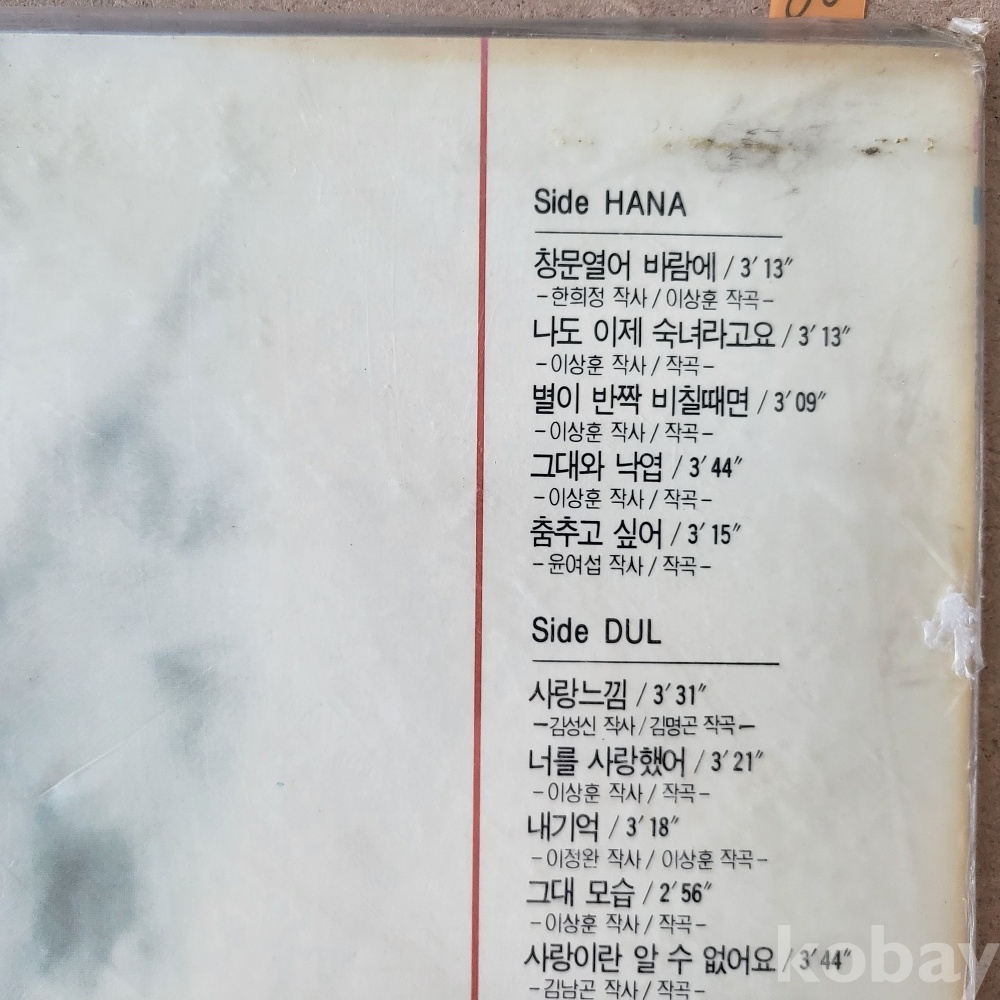 Side HANA
창문열어 바람에 / 3′ 13″
- 한희정 작사 / 이상훈 작곡 -
나도 이제 숙녀라고요 / 3′ 13″
- 이상훈 작사 / 작곡 -
별이 반짝 비칠때면 / 3′ 09″
- 이상훈 작사 / 작곡 -
그대와 낙엽 / 3′ 44″
- 이상훈 작사 / 작곡 -
춤추고 싶어 / 3′ 15″
- 윤여섭 작사 / 작곡 -
Side DUL
사랑느낌 / 3′ 31″
- 김성신 작사 / 김명곤 작곡 -
너를 사랑했어 / 3′ 21″
- 이상훈 작사 / 작곡 -
내기억 / 3′ 18″
- 이정완 작사 / 이상훈 작곡 -
그대 모습 / 2′ 56″
- 이상훈 작사 / 작곡 -
사랑이란 알 수 없어요 / 3′ 44″
- 김남곤 작사 / 작곡 -
kobay